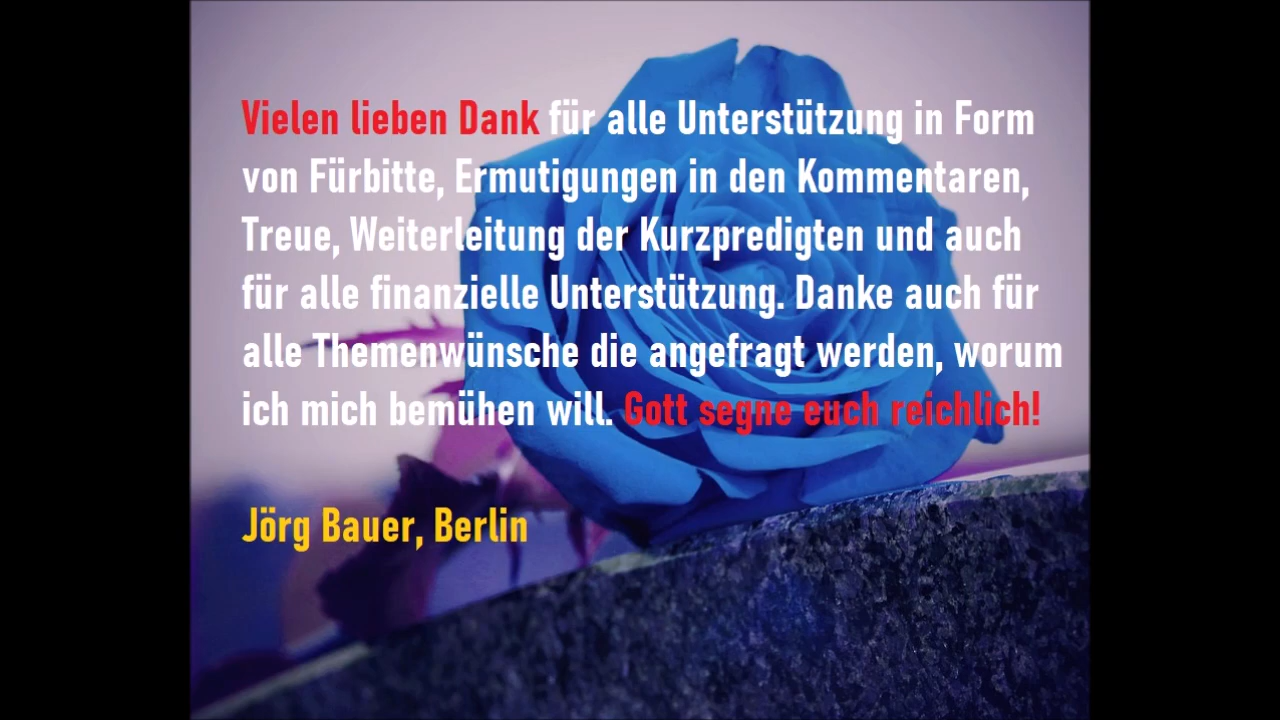 Vielen lieben Dank für alle Unterstützung in Form
von Fürbitte, Ermutigungen in den Kommentaren,
Treue, Weiterleitung der Kurzpredigten und auch
für alle finanzielle Unterstützung. Danke auch für
alle Themenwünsche die angefragt werden, worum
ich mich bemühen will. Gott segne euch reichlich!
Jörg Bauer, Berlin